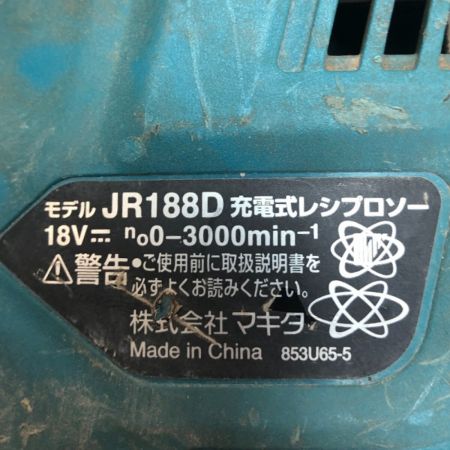 モデル JR188D 充電式レシプロソー
18V⎓ n₀0−3000min⁻¹
⚠警告 ●ご使用前に取扱説明書を
必ずよくお読みください。
株式会社 マキタ
Made in China 853U65-5